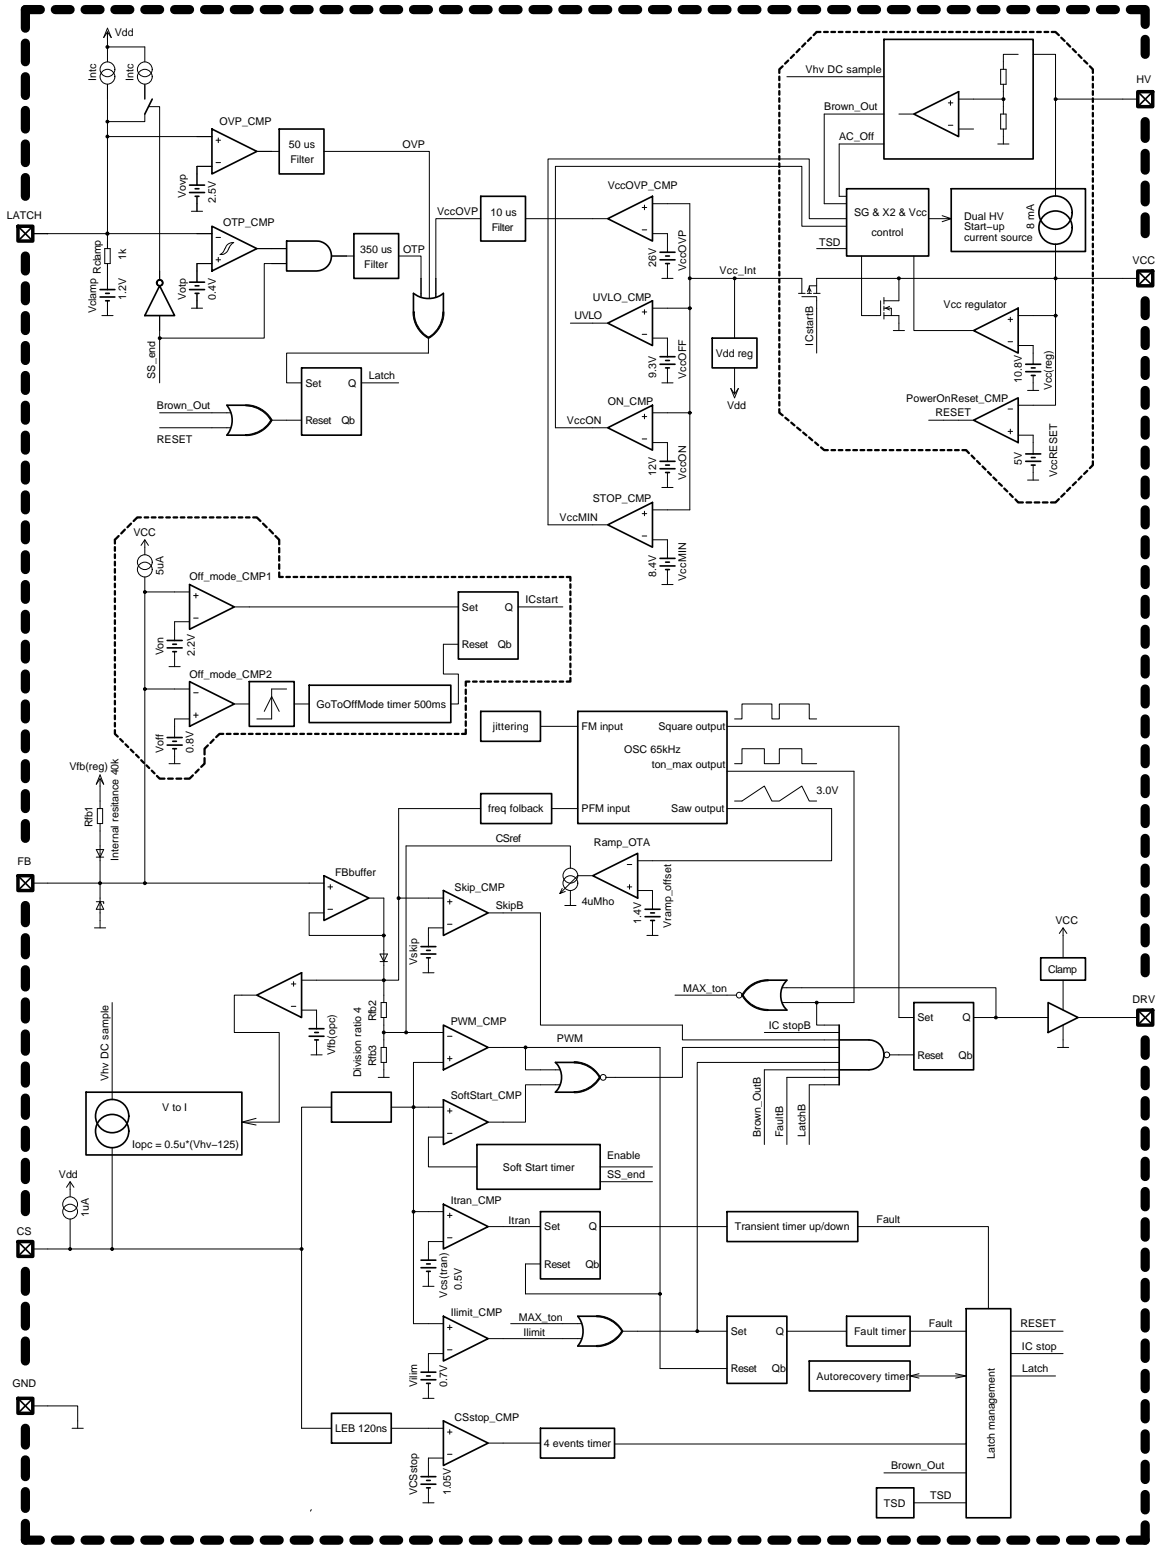 Vdd
Intc
Intc
OVP_CMP
+
−
50 us
Filter
OVP
Vovp
2.5V
LATCH
OTP_CMP
−
+
Rclamp
1k
Vclamp
1.2V
Votp
0.4V
350 us
Filter
OTP
VccOVP
10 us
Filter
SS_end
Set
Q
Reset
Qb
Latch
Brown_Out
RESET
VccOVP_CMP
+
−
26V
VccOVP
UVLO_CMP
UVLO
+
−
9.3V
VccOFF
ON_CMP
VccON
+
−
12V
VccON
STOP_CMP
VccMIN
+
−
8.4V
VccMIN
Vcc_Int
Vdd reg
Vdd
Vhv DC sample
Brown_Out
AC_Off
+
−
HV
SG & X2 & Vcc
control
TSD
Dual HV
Start−up
current source
8 mA
VCC
ICstartB
Vcc regulator
+
−
10.8V
Vcc(reg)
PowerOnReset_CMP
RESET
−
+
5V
VccRESET
VCC
5uA
Off_mode_CMP1
+
−
Von
2.2V
Set
Q
Reset
Qb
ICstart
Off_mode_CMP2
−
+
Voff
0.8V
GoToOffMode timer 500ms
Vfb(reg)
Rfb1
Internal resitance 40k
FB
jittering
freq folback
FM input
Square output
OSC 65kHz
ton_max output
PFM input
Saw output
3.0V
CSref
Ramp_OTA
−
+
4uMho
1.4V
Vramp_offset
FBbuffer
+
−
Skip_CMP
+
−
SkipB
Vskip
+
−
Vfb(opc)
Rfb2
Division ratio 4
Rfb3
PWM_CMP
−
+
PWM
SoftStart_CMP
+
−
Soft Start timer
Enable
SS_end
MAX_ton
IC stopB
Brown_OutB
FaultB
LatchB
Set
Q
Reset
Qb
VCC
Clamp
DRV
Vhv DC sample
V to I
Iopc = 0.5u*(Vhv−125)
Vdd
1uA
CS
Itran_CMP
+
−
Itran
Vcs(tran)
0.5V
Set
Q
Reset
Qb
Transient timer up/down
Fault
Ilimit_CMP
+
−
MAX_ton
Ilimit
Vilim
0.7V
Set
Q
Reset
Qb
Fault timer
Fault
Autorecovery timer
Latch management
RESET
IC stop
Latch
GND
LEB 120ns
CSstop_CMP
+
−
VCSstop
1.05V
4 events timer
Brown_Out
TSD
TSD